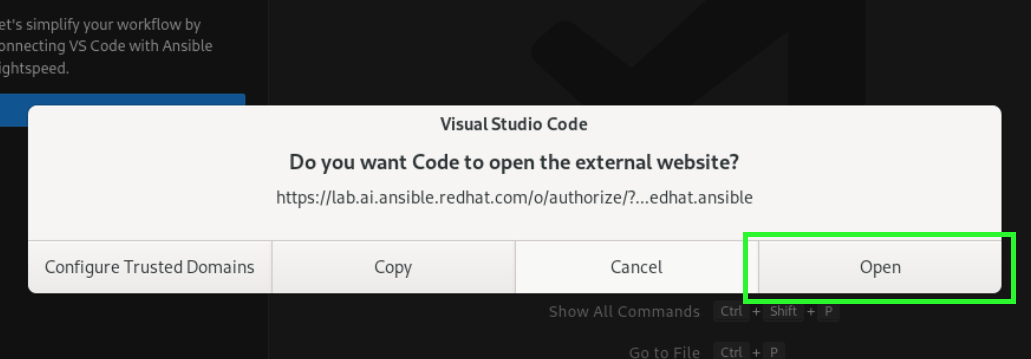 et's simplify your workflow by
onnecting VS Code with Ansible
ightspeed.
Visual Studio Code
Do you want Code to open the external website?
https://lab.ai.ansible.redhat.com/o/authorize/?...edhat.ansible
Configure Trusted Domains Copy Cancel Open
Show All Commands Ctrl + Shift + P
Go to File Ctrl + P